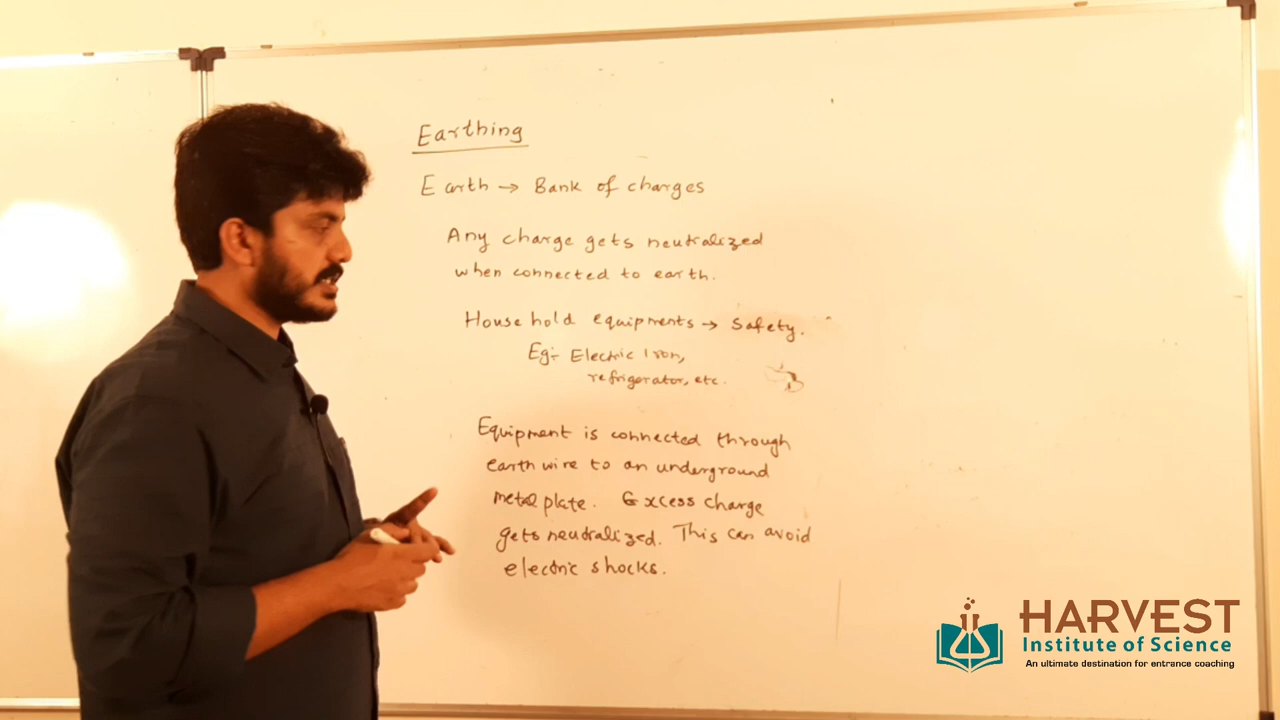 Earthing
Earth → Bank of charges
Any charge gets neutralized
when connected to earth.
Household equipments → Safety.
Eg:- Electric Iron,
refrigerator, etc.
Equipment is connected through
earth wire to an underground
metal plate. Excess charge
gets neutralized. This can avoid
electric shocks.
HARVEST
Institute of Science
An ultimate destination for entrance coaching